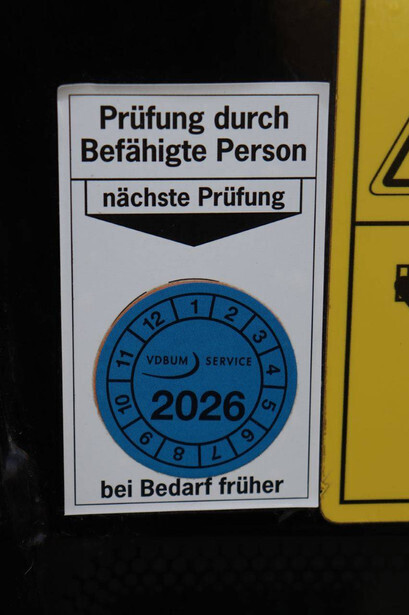 Prüfung durch
Befähigte Person
nächste Prüfung
1 2 3 4 5 6 7 8 9 10 11 12
VDBUM SERVICE
2026
bei Bedarf früher